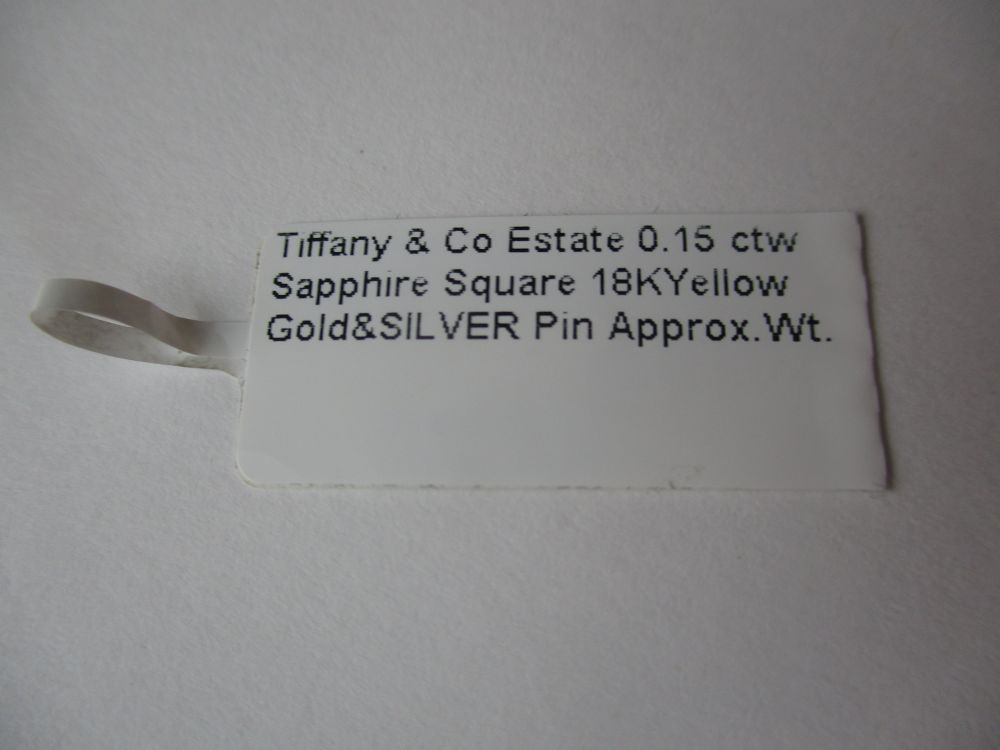 Tiffany & Co Estate 0.15 ctw
Sapphire Square 18KYellow
Gold&SILVER Pin Approx.Wt.